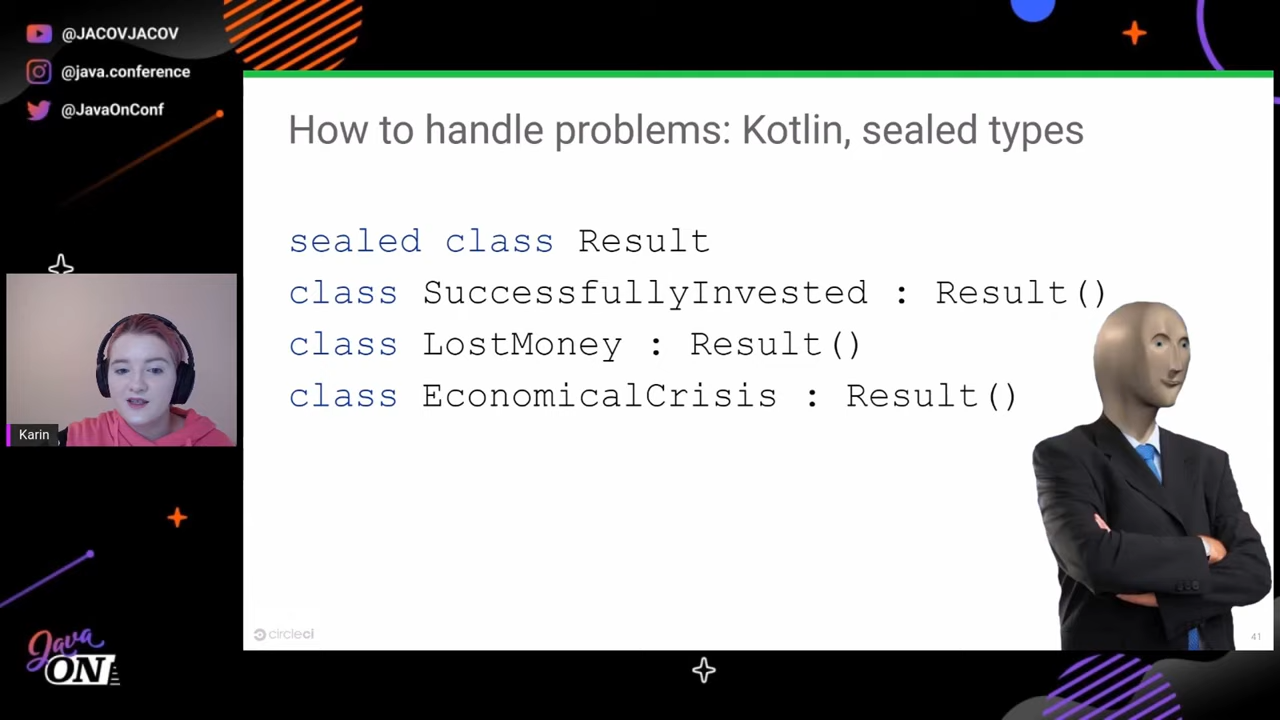 @JACOVJACOV
@java.conference
@JavaOnConf
How to handle problems: Kotlin, sealed types
sealed class Result
class SuccessfullyInvested : Result()
class LostMoney : Result()
class EconomicalCrisis : Result()
Karin
circleci
41
Java
ON